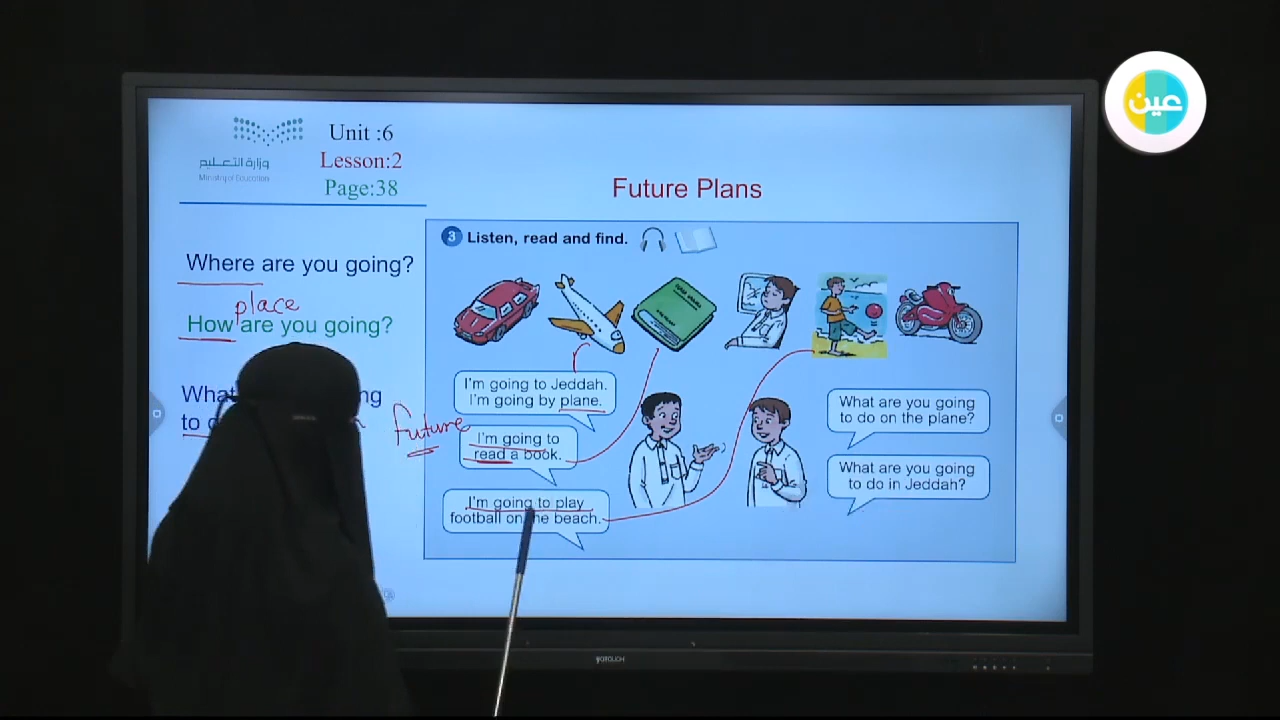 عين
وزارة التعليم
Ministry of Education
Unit :6
Lesson:2
Page:38
Future Plans
3 Listen, read and find.
Where are you going?
place
How are you going?
What
ng
to
future
I'm going to Jeddah.
I'm going by plane.
I'm going to
read a book.
I'm going to play
football on the beach.
What are you going
to do on the plane?
What are you going
to do in Jeddah?